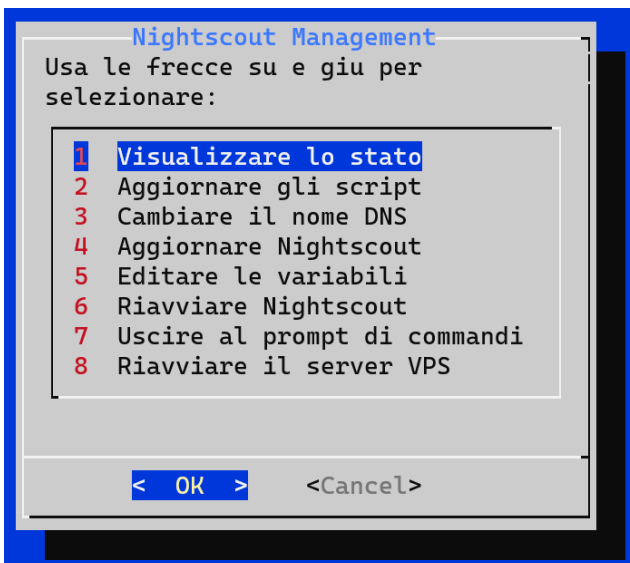 Nightscout Management
Usa le frecce su e giu per
selezionare:
1 Visualizzare lo stato
2 Aggiornare gli script
3 Cambiare il nome DNS
4 Aggiornare Nightscout
5 Editare le variabili
6 Riavviare Nightscout
7 Uscire al prompt di commandi
8 Riavviare il server VPS
< OK > <Cancel>